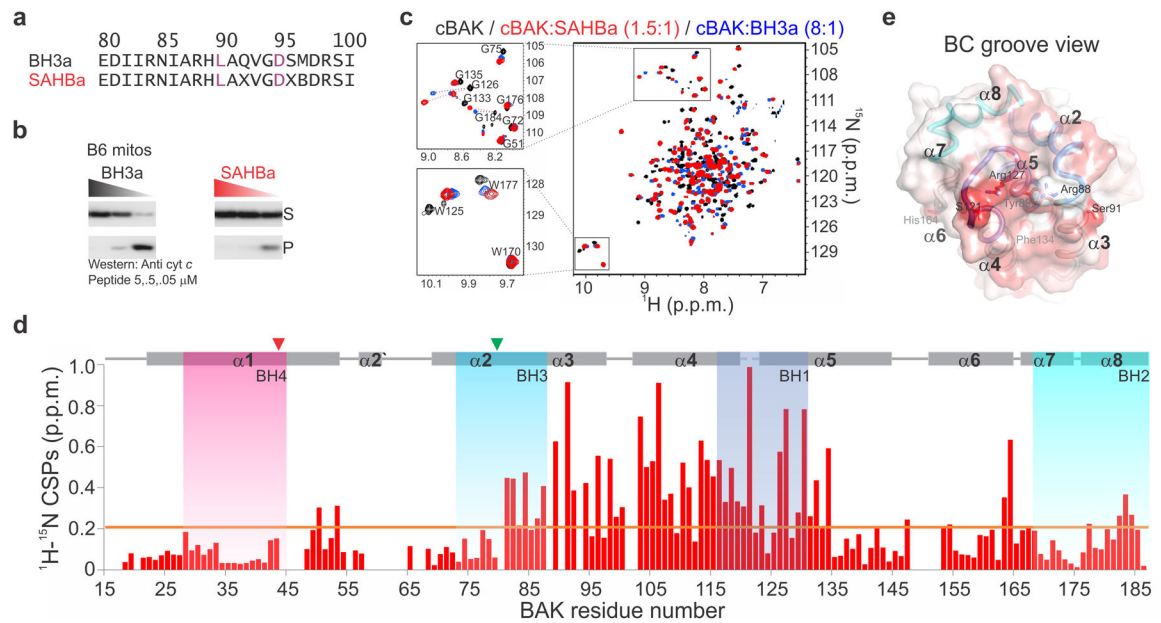 a
80 85 90 95 100
BH3a EDIIRNIARHLAQVGDSMDRSI
SAHBa EDIIRNIARHLAXVGDXBDRSI
b
B6 mitos
BH3a SAHBa
S
P
Western: Anti cyt c
Peptide 5,.5,.05 μM
c
cBAK / cBAK:SAHBa (1.5:1) / cBAK:BH3a (8:1)
G75
G135
G126
G133
G176
G184
G72
G51
105
106
107
108
109
110
9.0 8.6 8.2
W177
W125
W170
128
129
130
10.1 9.9 9.7
105
108
111
114
117
120
123
126
129
15N (p.p.m.)
10 9 8 7
1H (p.p.m.)
e
BC groove view
α8
α2
α7
α5
Arg127
Arg88
S121
Ser91
His164
α6
α3
Phe134
α4
d
α1 α2` α2 α3 α4 α5 α6 α7 α8
BH4 BH3 BH1 BH2
1.0
0.8
0.6
0.4
0.2
0
1H-15N CSPs (p.p.m.)
15 25 35 45 55 65 75 85 95 105 115 125 135 145 155 165 175 185
BAK residue number